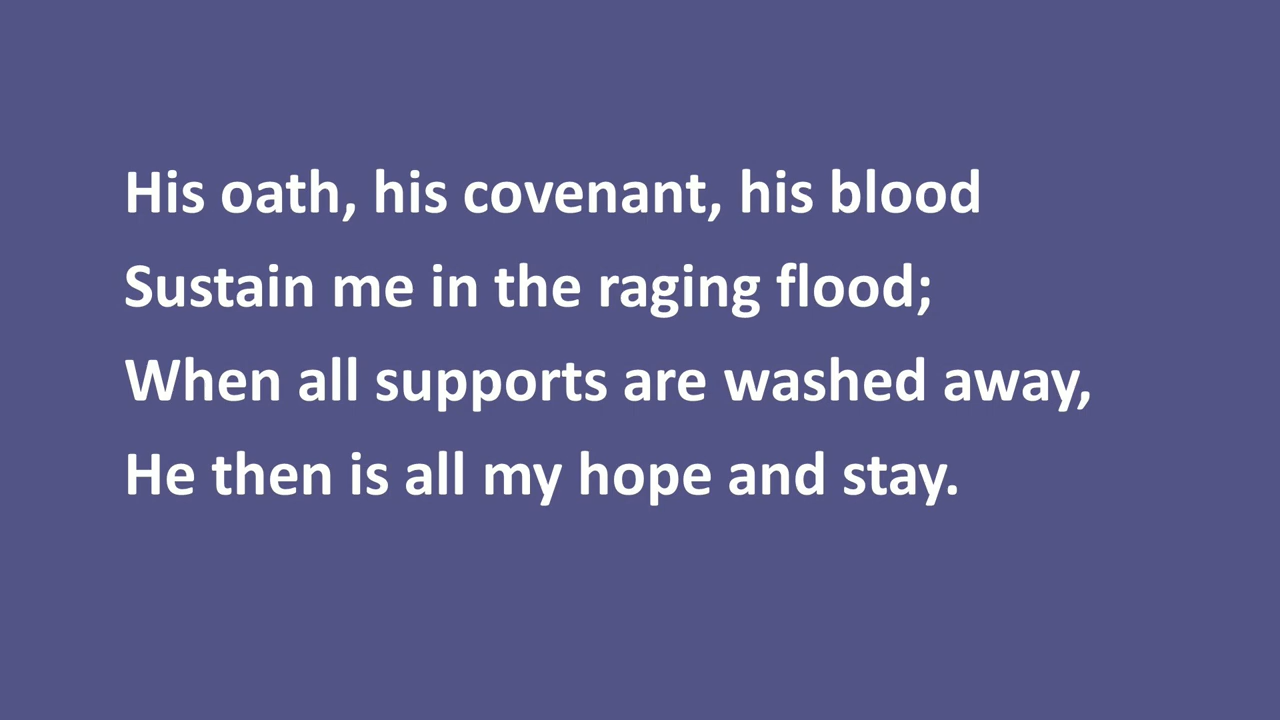 His oath, his covenant, his blood
Sustain me in the raging flood;
When all supports are washed away,
He then is all my hope and stay.